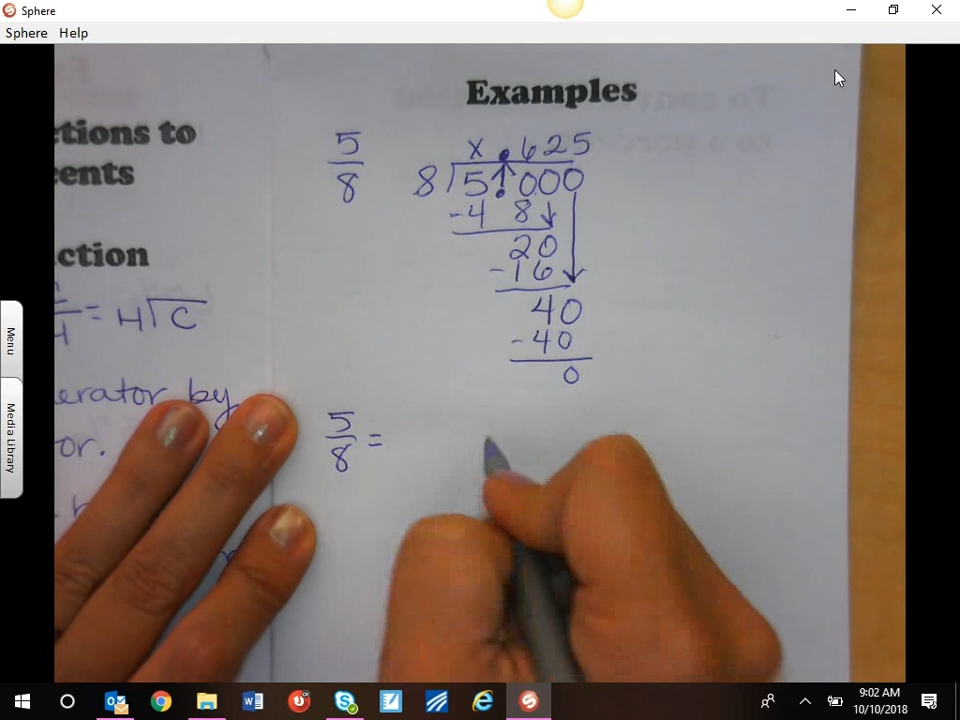 Sphere
Sphere Help
Examples
ctions to
cents
5
8
x . 625
8 5.000
-4 8
20
-16
40
-40
0
ction
H = H C
erator by
or.
5
8 =
Menu
Media Library
9:02 AM
10/10/2018